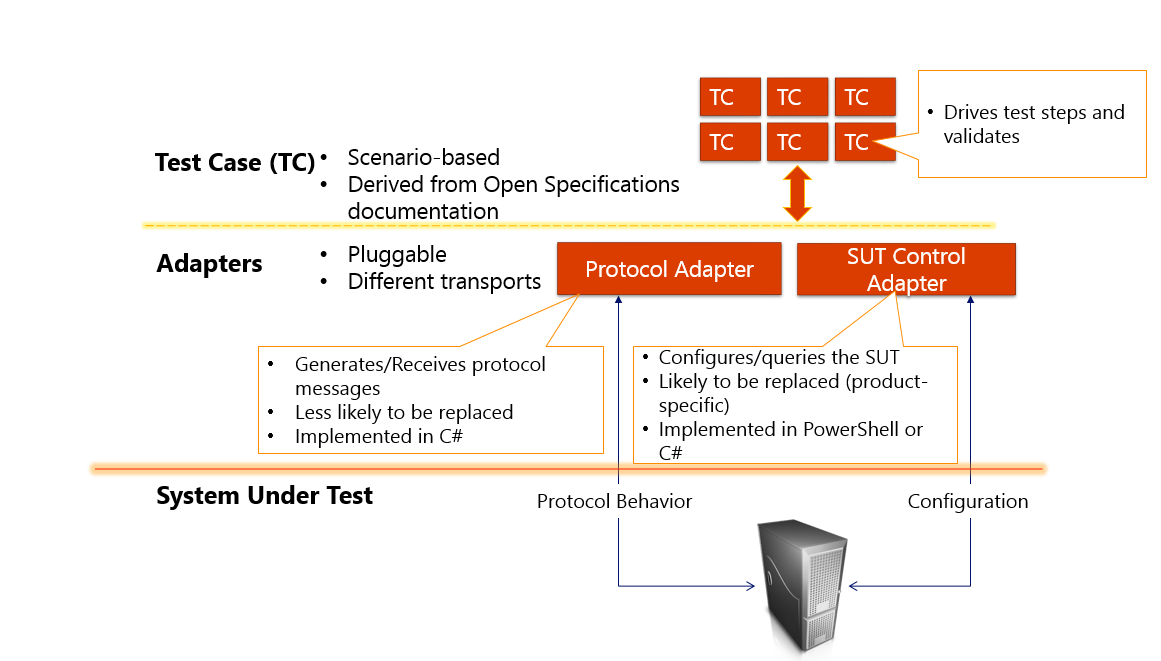 TC TC TC
TC TC TC
• Drives test steps and
validates
Test Case (TC)
• Scenario-based
• Derived from Open Specifications
documentation
Adapters
• Pluggable
• Different transports
Protocol Adapter
SUT Control
Adapter
• Generates/Receives protocol
messages
• Less likely to be replaced
• Implemented in C#
• Configures/queries the SUT
• Likely to be replaced (product-
specific)
• Implemented in PowerShell or
C#
System Under Test
Protocol Behavior
Configuration